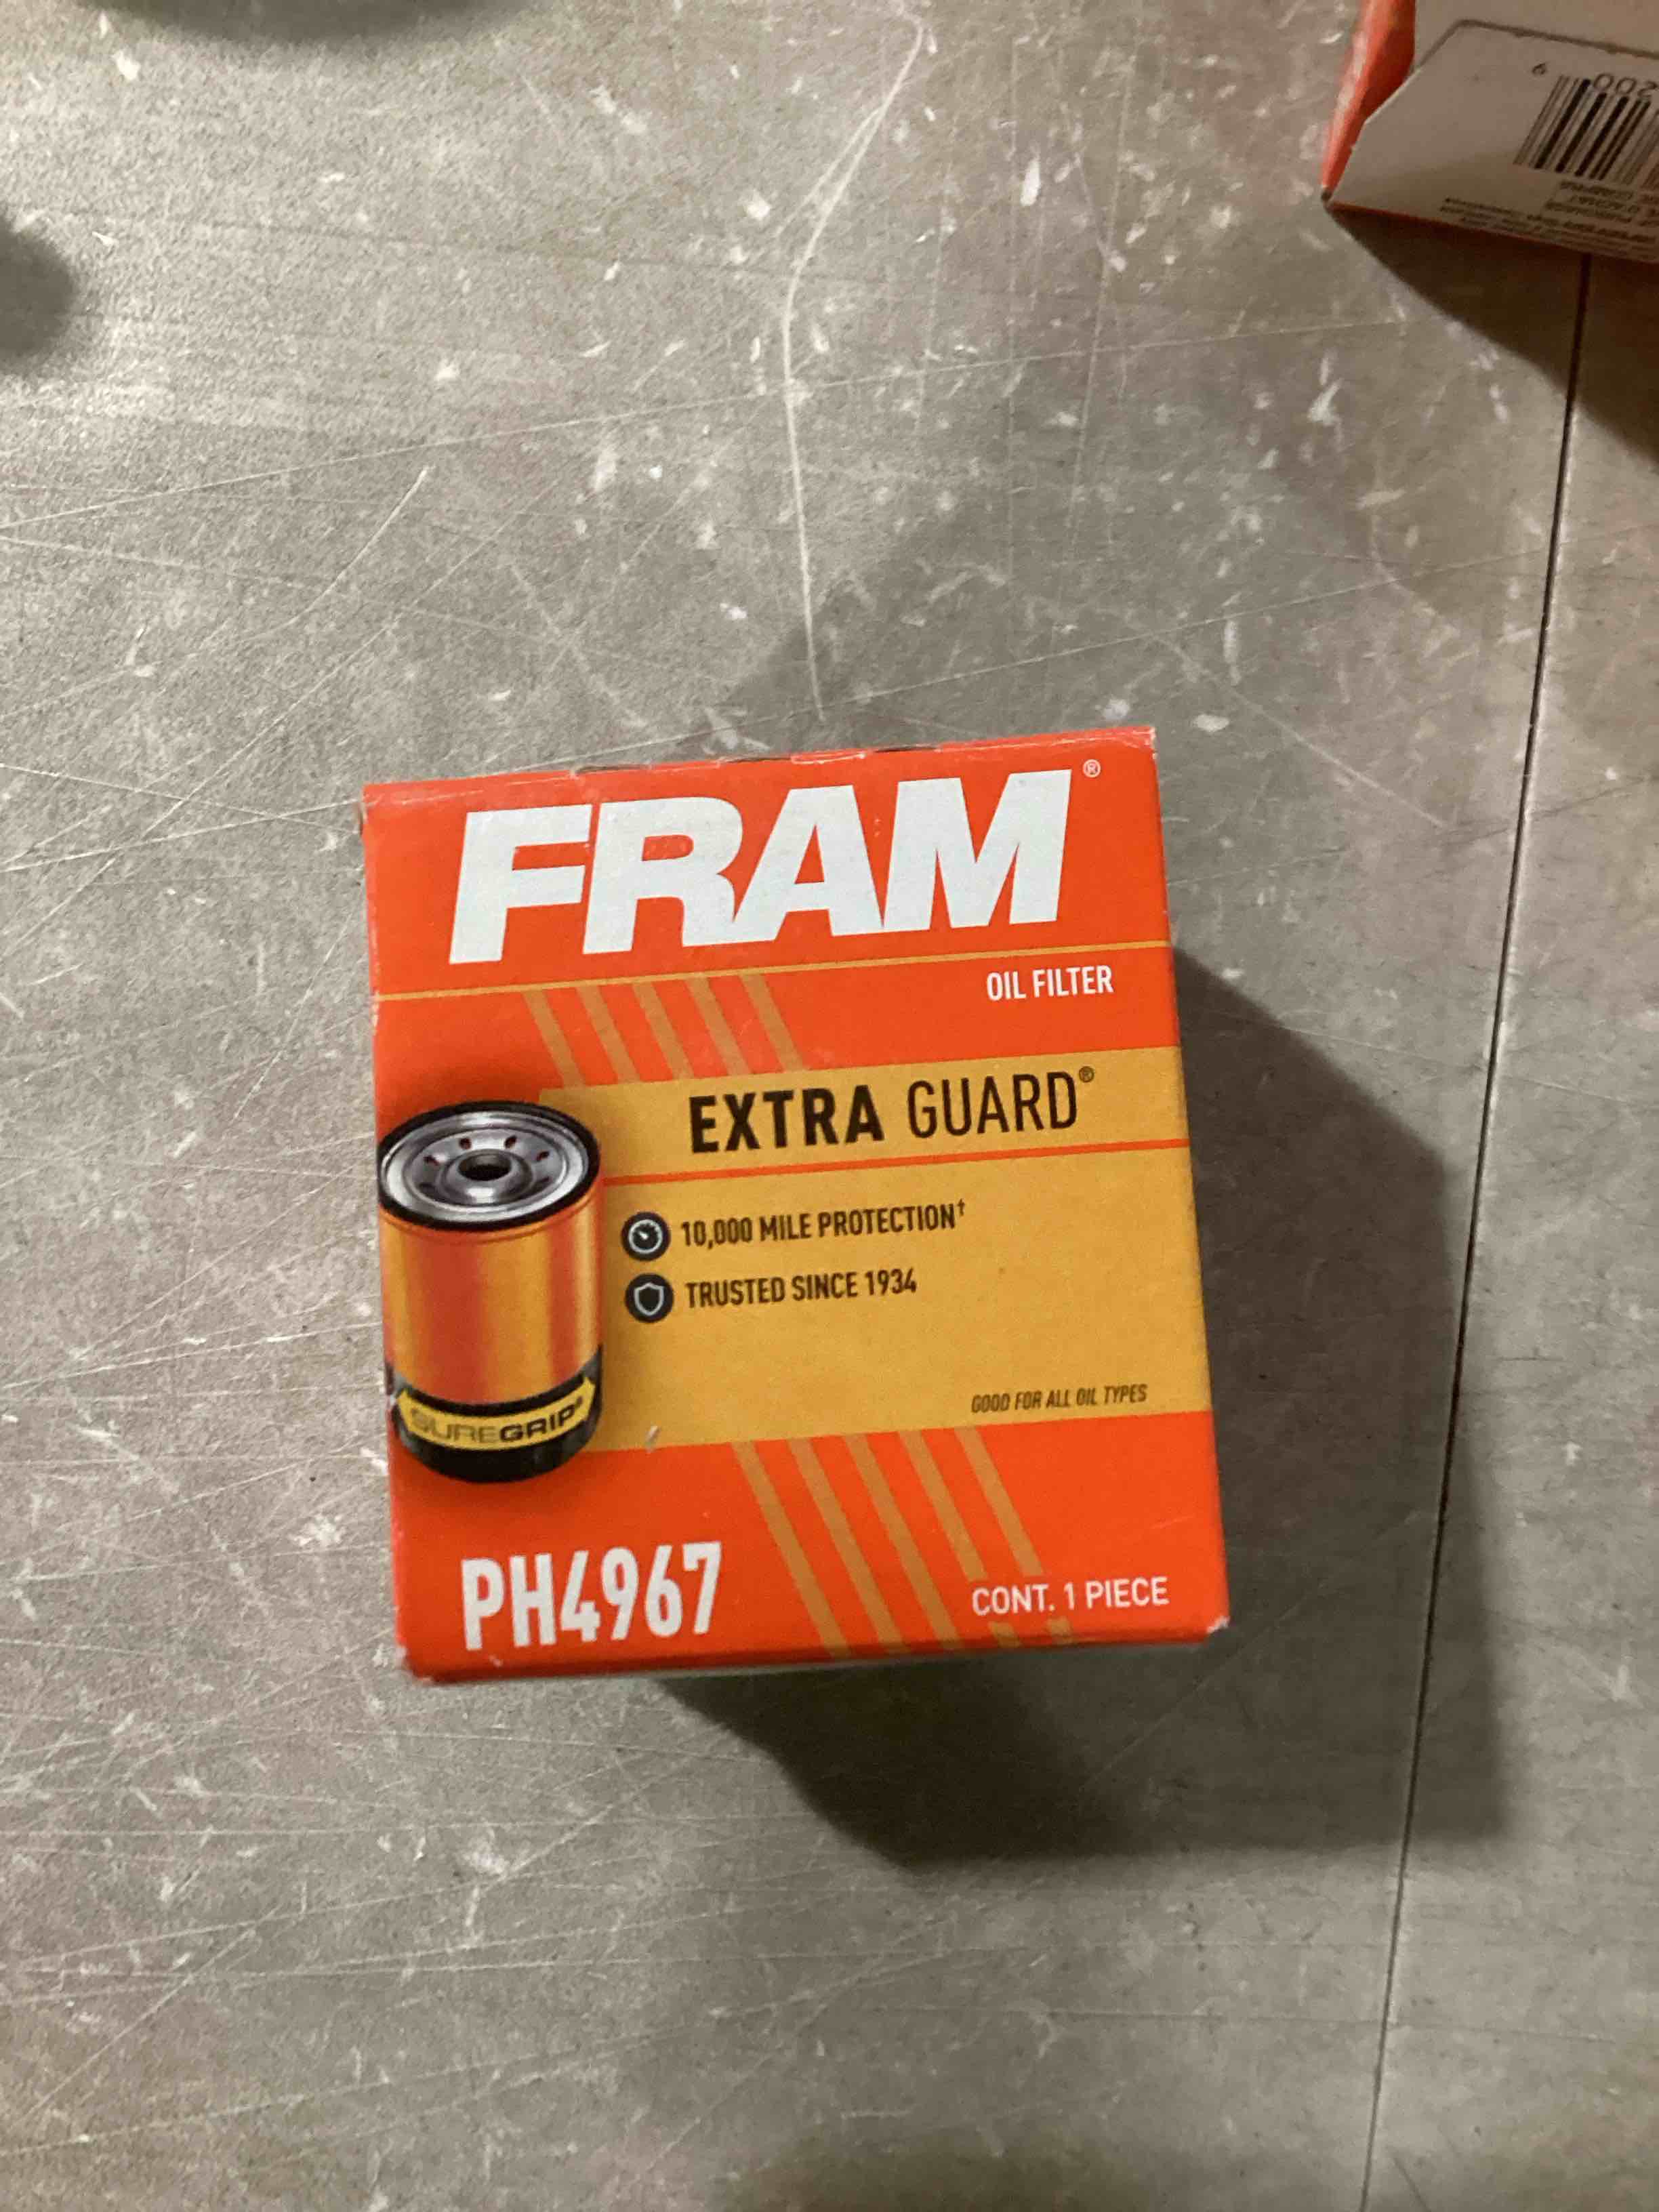 FRAM®
OIL FILTER
EXTRA GUARD®
10,000 MILE PROTECTION†
TRUSTED SINCE 1934
GOOD FOR ALL OIL TYPES
SUREGRIP®
PH4967
CONT. 1 PIECE